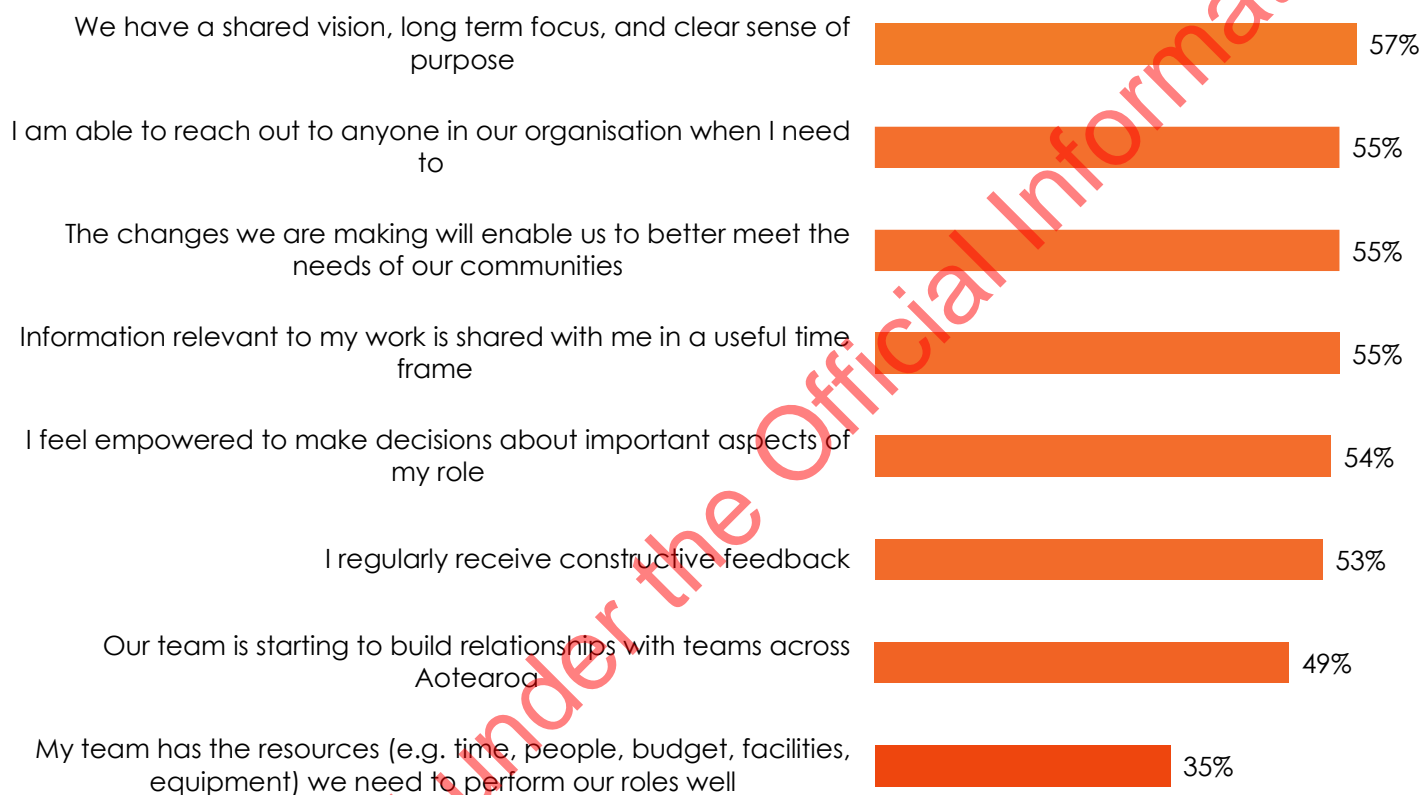 We have a shared vision, long term focus, and clear sense of
purpose
57%
I am able to reach out to anyone in our organisation when I need
to
55%
The changes we are making will enable us to better meet the
needs of our communities
55%
Information relevant to my work is shared with me in a useful time
frame
55%
I feel empowered to make decisions about important aspects of
my role
54%
I regularly receive constructive feedback
53%
Our team is starting to build relationships with teams across
Aotearoa
49%
My team has the resources (e.g. time, people, budget, facilities,
equipment) we need to perform our roles well
35%
under the Official